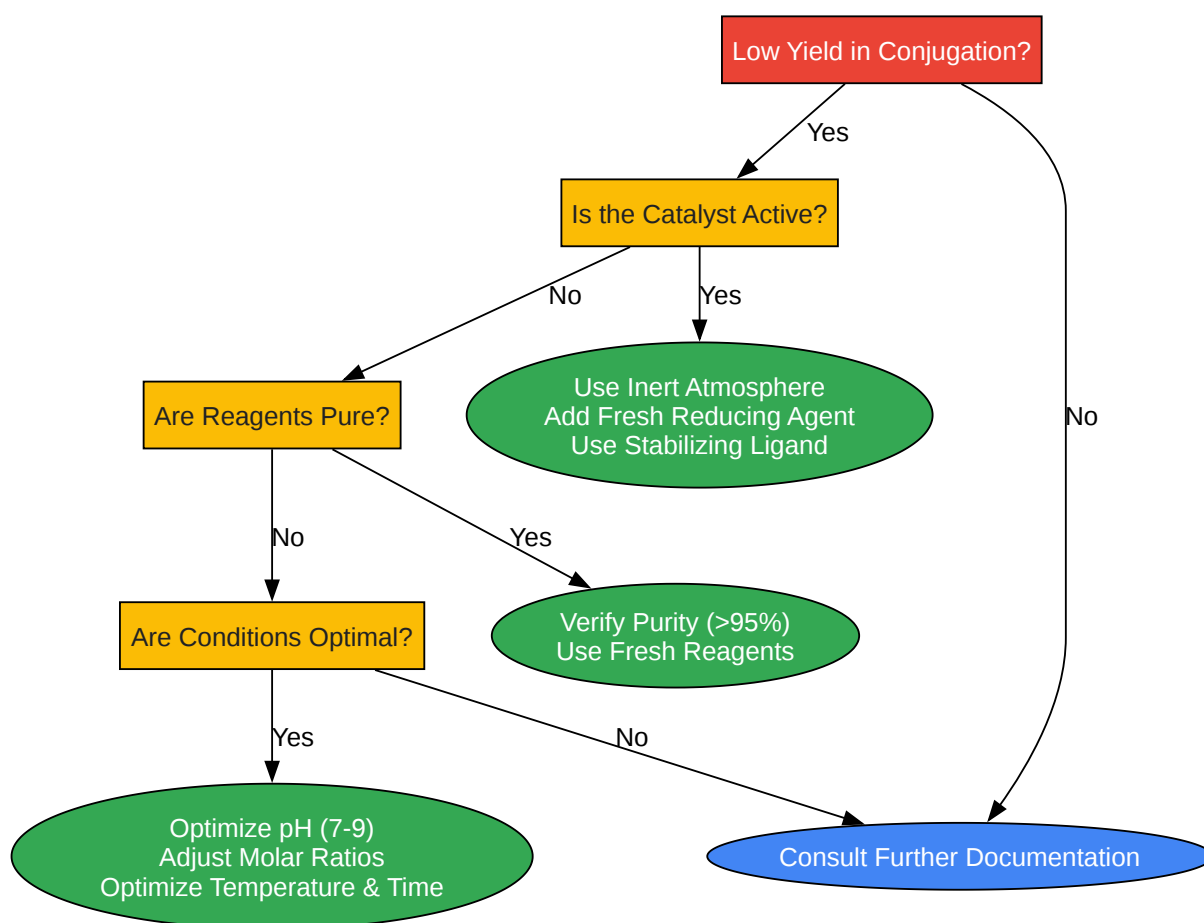 Low Yield in Conjugation?
Yes
Is the Catalyst Active?
No
Yes
Use Inert Atmosphere
Add Fresh Reducing Agent
Use Stabilizing Ligand
Are Reagents Pure?
No
No
Yes
Verify Purity (>95%)
Use Fresh Reagents
Are Conditions Optimal?
Yes
No
Optimize pH (7-9)
Adjust Molar Ratios
Optimize Temperature & Time
Consult Further Documentation